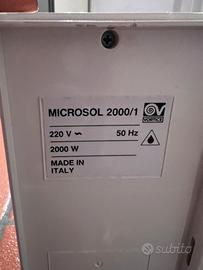 MICROSOL 2000/1
VORTICE
220 V ~ 50 Hz
2000 W
MADE IN
ITALY
subito